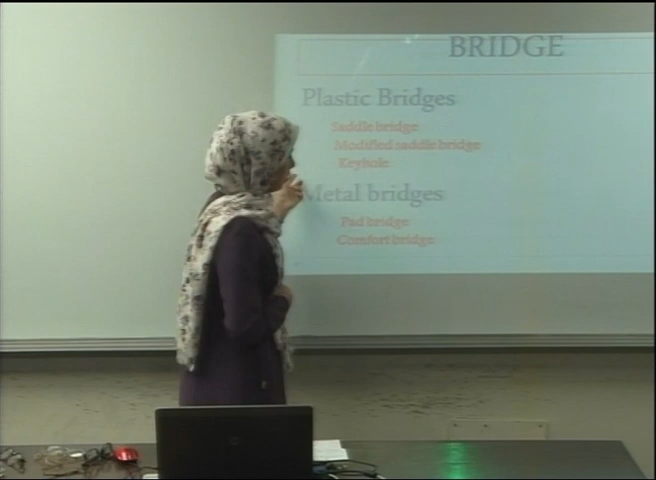 BRIDGE
Plastic Bridges
Saddle bridge
Modified saddle bridge
Keyhole
Metal bridges
Pad bridge
Comfort bridge